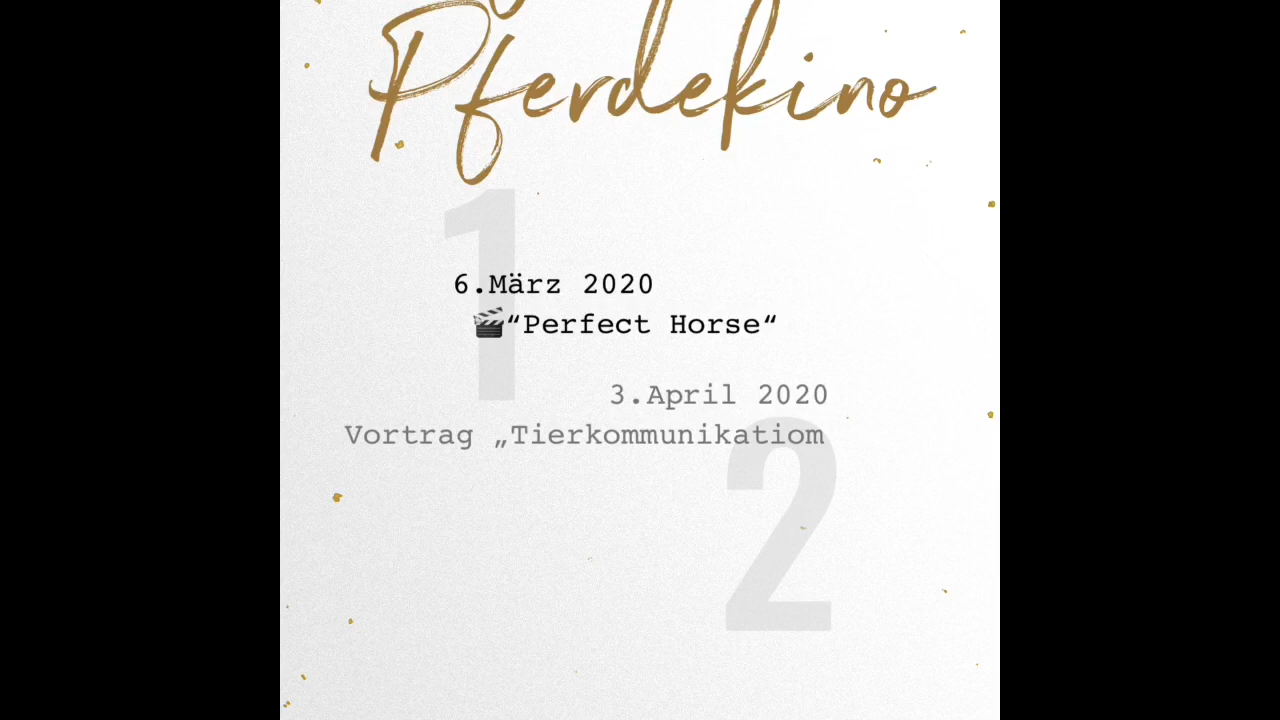 Pferdekino
1
6.März 2020
🎬“Perfect Horse“
3.April 2020
Vortrag „Tierkommunikatiom
2